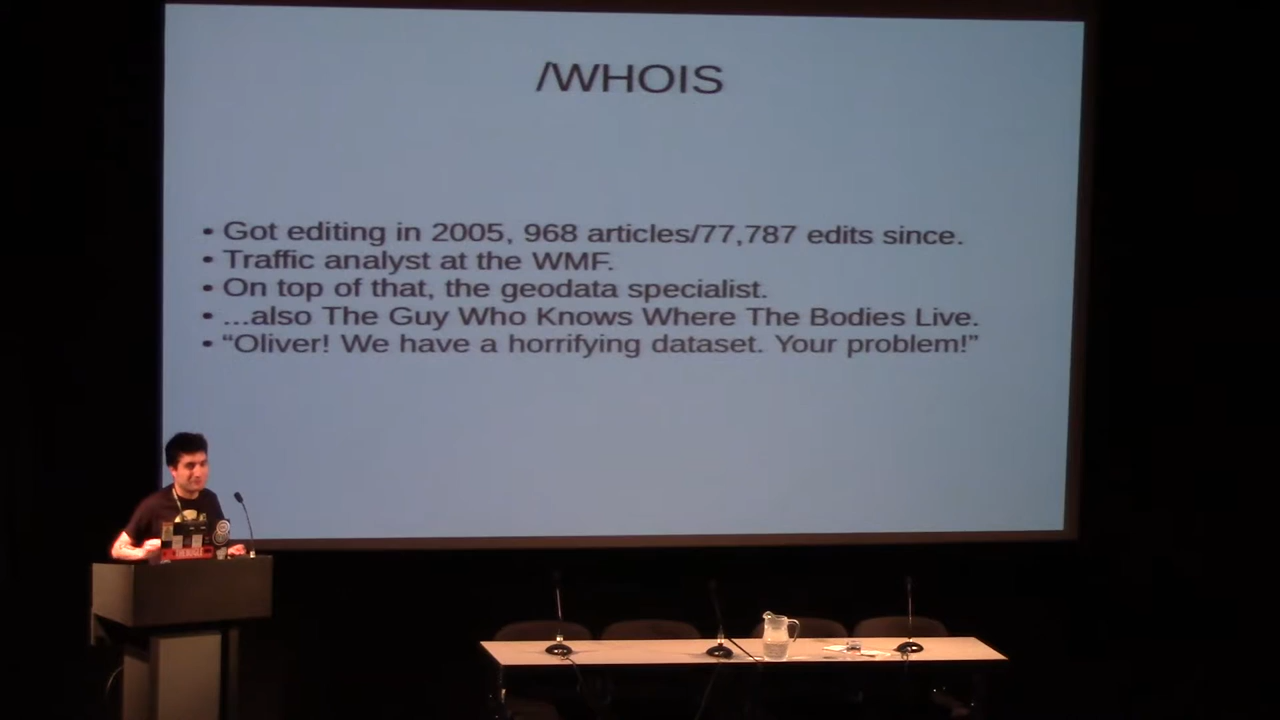 /WHOIS
• Got editing in 2005, 968 articles/77,787 edits since.
• Traffic analyst at the WMF.
• On top of that, the geodata specialist.
• ...also The Guy Who Knows Where The Bodies Live.
• “Oliver! We have a horrifying dataset. Your problem!”